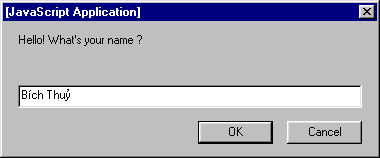 [JavaScript Application]
Hello! What's your name ?
Bích Thuỷ
OK
Cancel